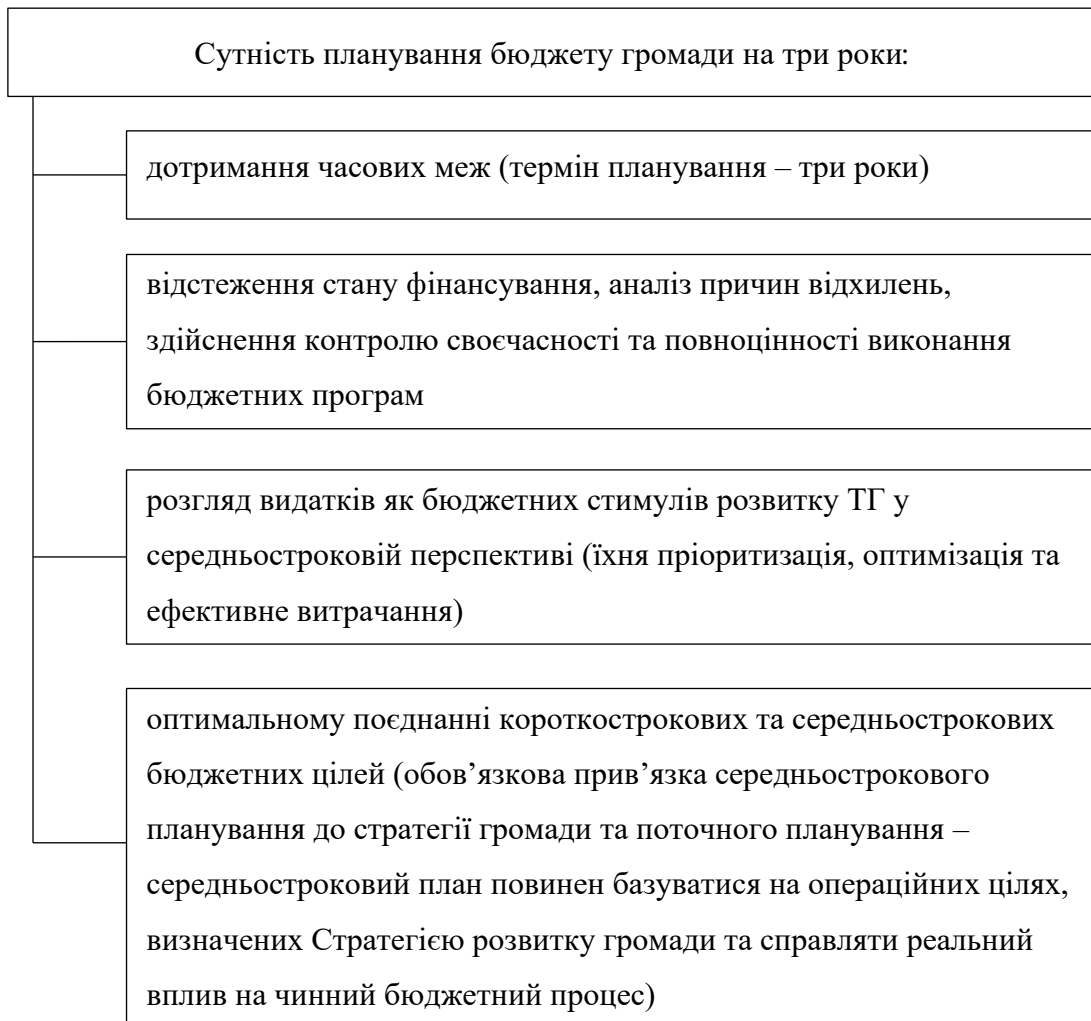 Сутність планування бюджету громади на три роки:
дотримання часових меж (термін планування – три роки)
відстеження стану фінансування, аналіз причин відхилень,
здійснення контролю своєчасності та повноцінності виконання
бюджетних програм
розгляд видатків як бюджетних стимулів розвитку ТГ у
середньостроковій перспективі (їхня пріоритизація, оптимізація та
ефективне витрачання)
оптимальному поєднанні короткострокових та середньострокових
бюджетних цілей (обов’язкова прив’язка середньострокового
планування до стратегії громади та поточного планування –
середньостроковий план повинен базуватися на операційних цілях,
визначених Стратегією розвитку громади та справляти реальний
вплив на чинний бюджетний процес)